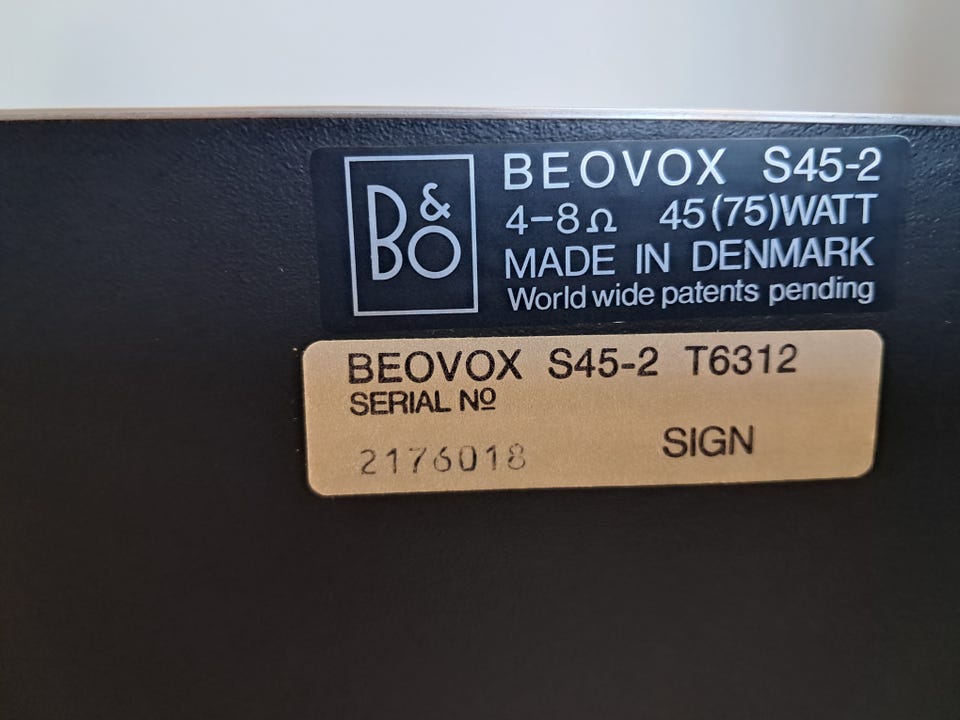 B&O
BEOVOX S45-2
4-8Ω 45(75)WATT
MADE IN DENMARK
World wide patents pending
BEOVOX S45-2 T6312
SERIAL Nº
2176018 SIGN